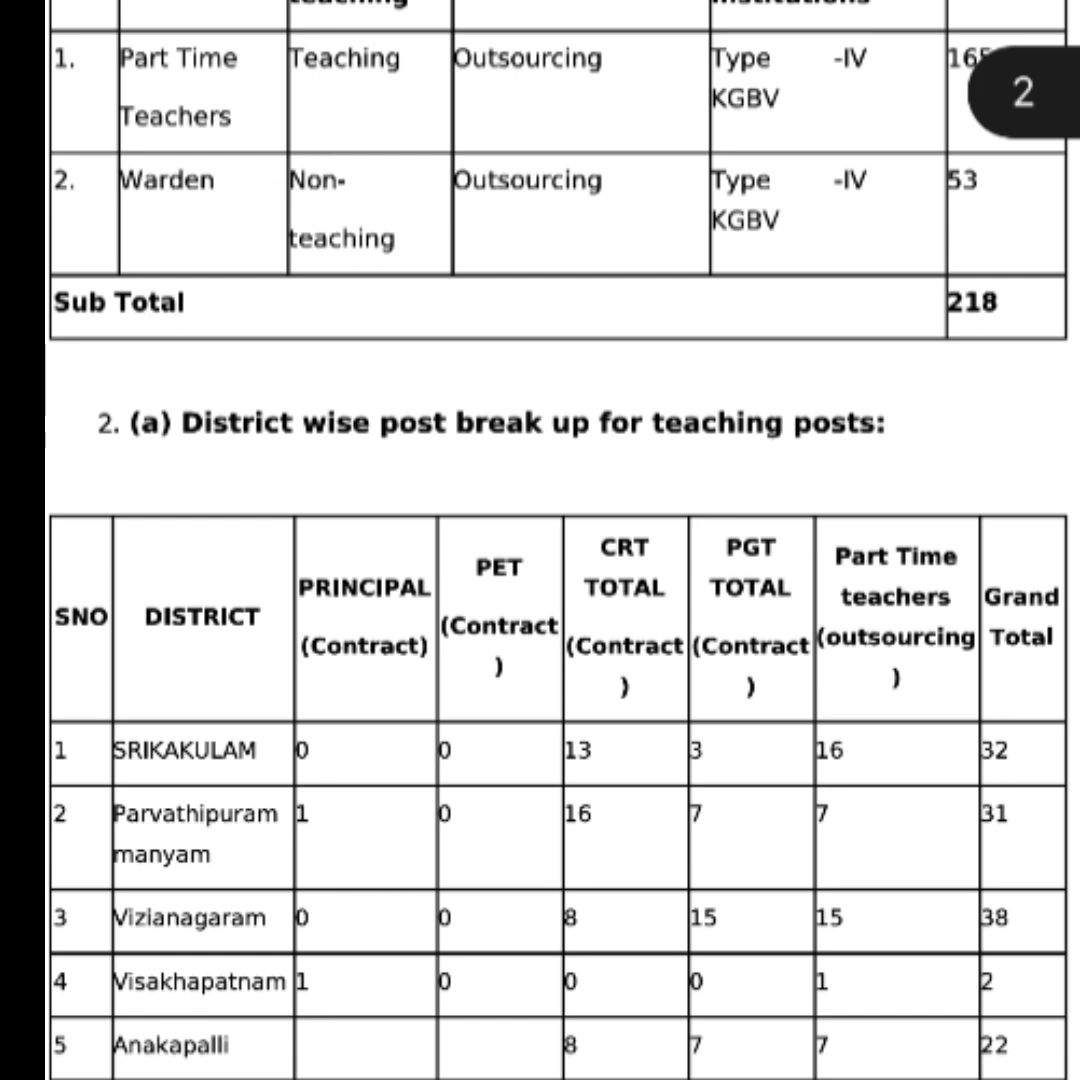 1. Part Time Teaching Outsourcing Type -IV
KGBV
Teachers
2
2. Warden Non- Outsourcing Type -IV 53
KGBV
teaching
Sub Total 218
2. (a) District wise post break up for teaching posts:
SNO DISTRICT PRINCIPAL (Contract) PET (Contract) CRT TOTAL (Contract) PGT TOTAL (Contract) Part Time teachers (outsourcing) Grand Total
1 SRIKAKULAM 0 0 13 3 16 32
2 Parvathipuram 1 0 16 7 7 31
manyam
3 Vizianagaram 0 0 8 15 15 38
4 Visakhapatnam 1 0 0 0 1 2
5 Anakapalli 8 7 7 22